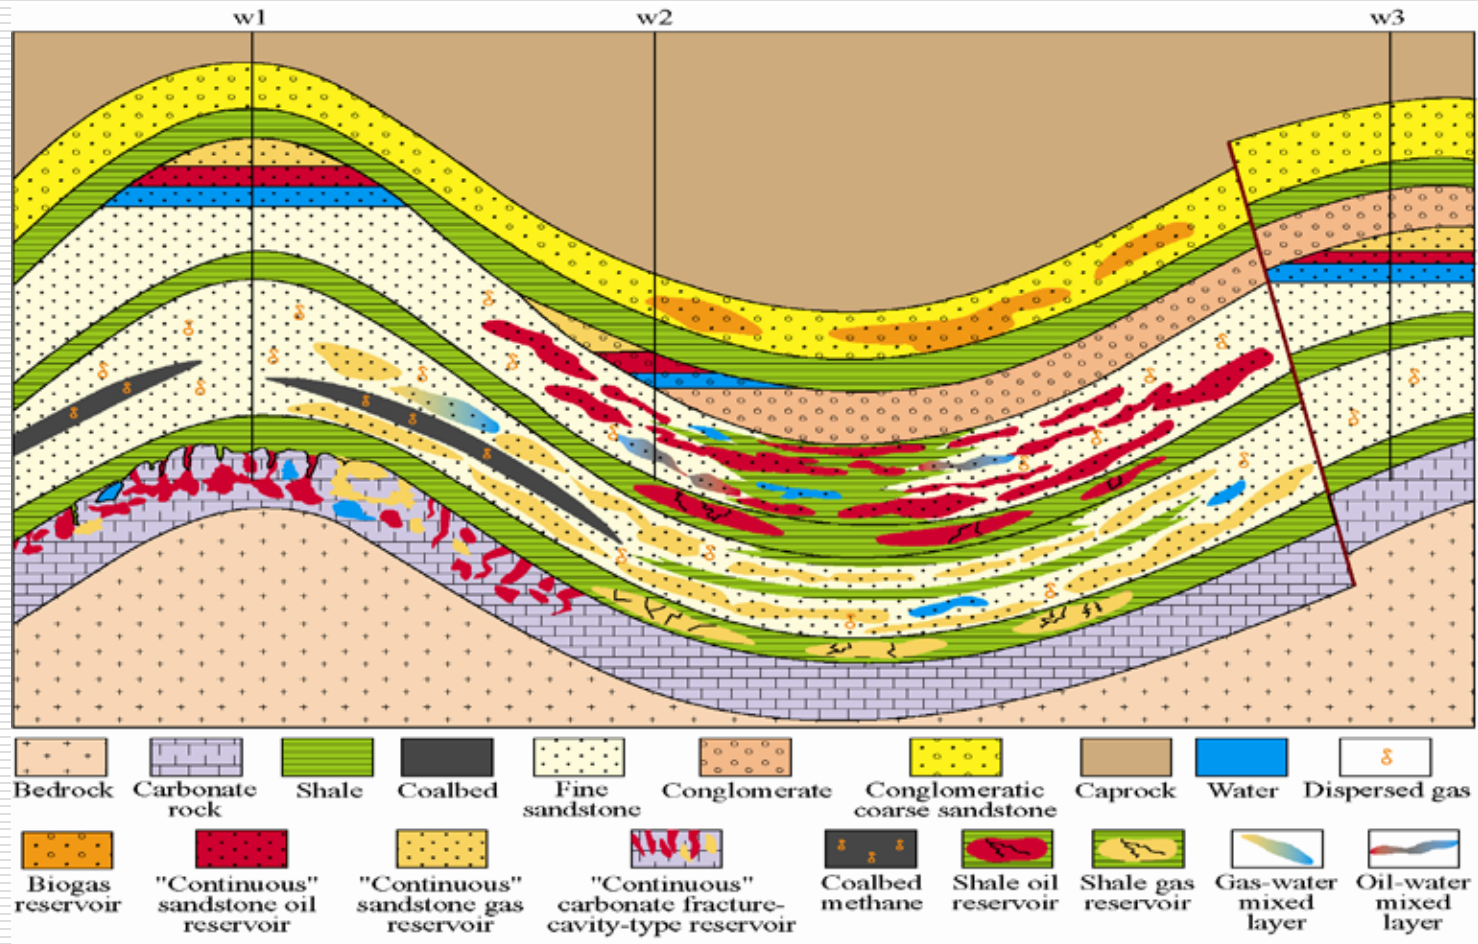 w1 w2 w3
Bedrock Carbonate rock Shale Coalbed Fine sandstone Conglomerate Conglomeratic coarse sandstone Caprock Water Dispersed gas
Biogas reservoir "Continuous" sandstone oil reservoir "Continuous" sandstone gas reservoir "Continuous" carbonate fracture-cavity-type reservoir Coalbed methane Shale oil reservoir Shale gas reservoir Gas-water mixed layer Oil-water mixed layer